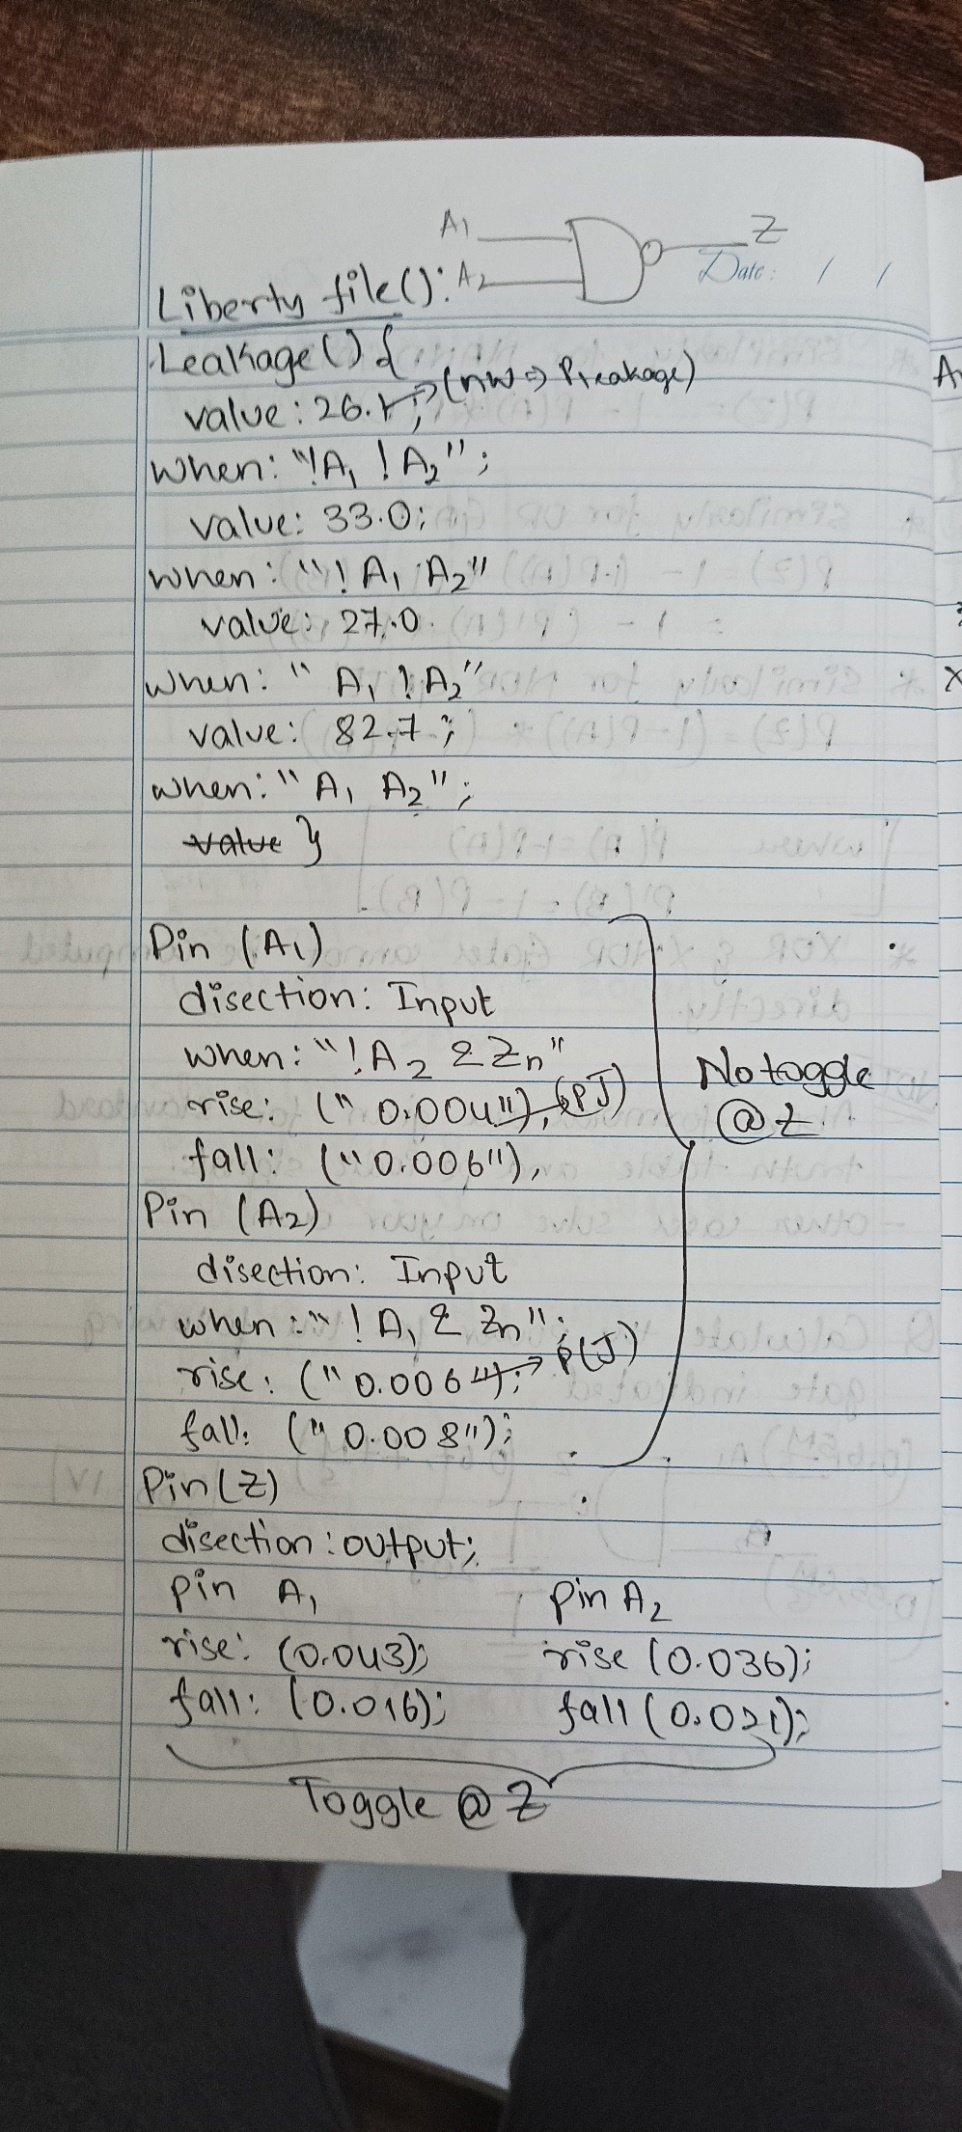 A1
Z
Date: / /
Liberty file(): A2
Leakage () {
value: 26.1; → (nw => Pleakage)
when: "!A1 !A2";
value: 33.0;
when: "! A1 A2"
value: 27.0
when: " A1 ! A2"
value: 82.7;
when: " A1 A2";
value }
Pin (A1)
disection: Input
when: "!A2 & Zn"
rise: (" 0.004"), → (PJ)
fall: ("0.006"),
No toggle
@ Z
Pin (A2)
disection: Input
when: "! A1 & Zn";
rise: ("0.006"); → P(J)
fall: (" 0.008");
Pin(Z)
disection: output;
pin A1 pin A2
rise: (0.043); rise (0.036);
fall: (0.016); fall (0.021);
Toggle @ Z